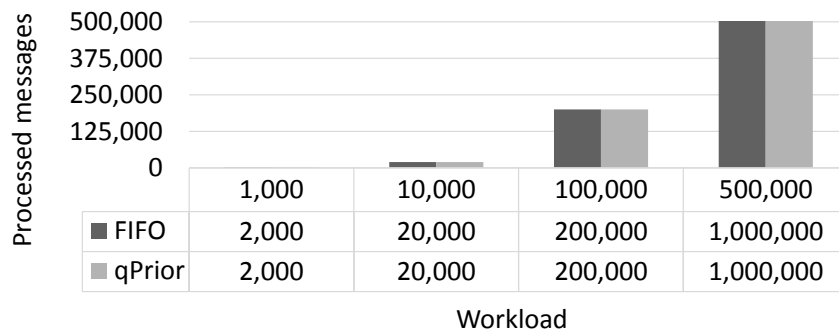 Processed messages
500,000
375,000
250,000
125,000
0
1,000 10,000 100,000 500,000
FIFO 2,000 20,000 200,000 1,000,000
qPrior 2,000 20,000 200,000 1,000,000
Workload